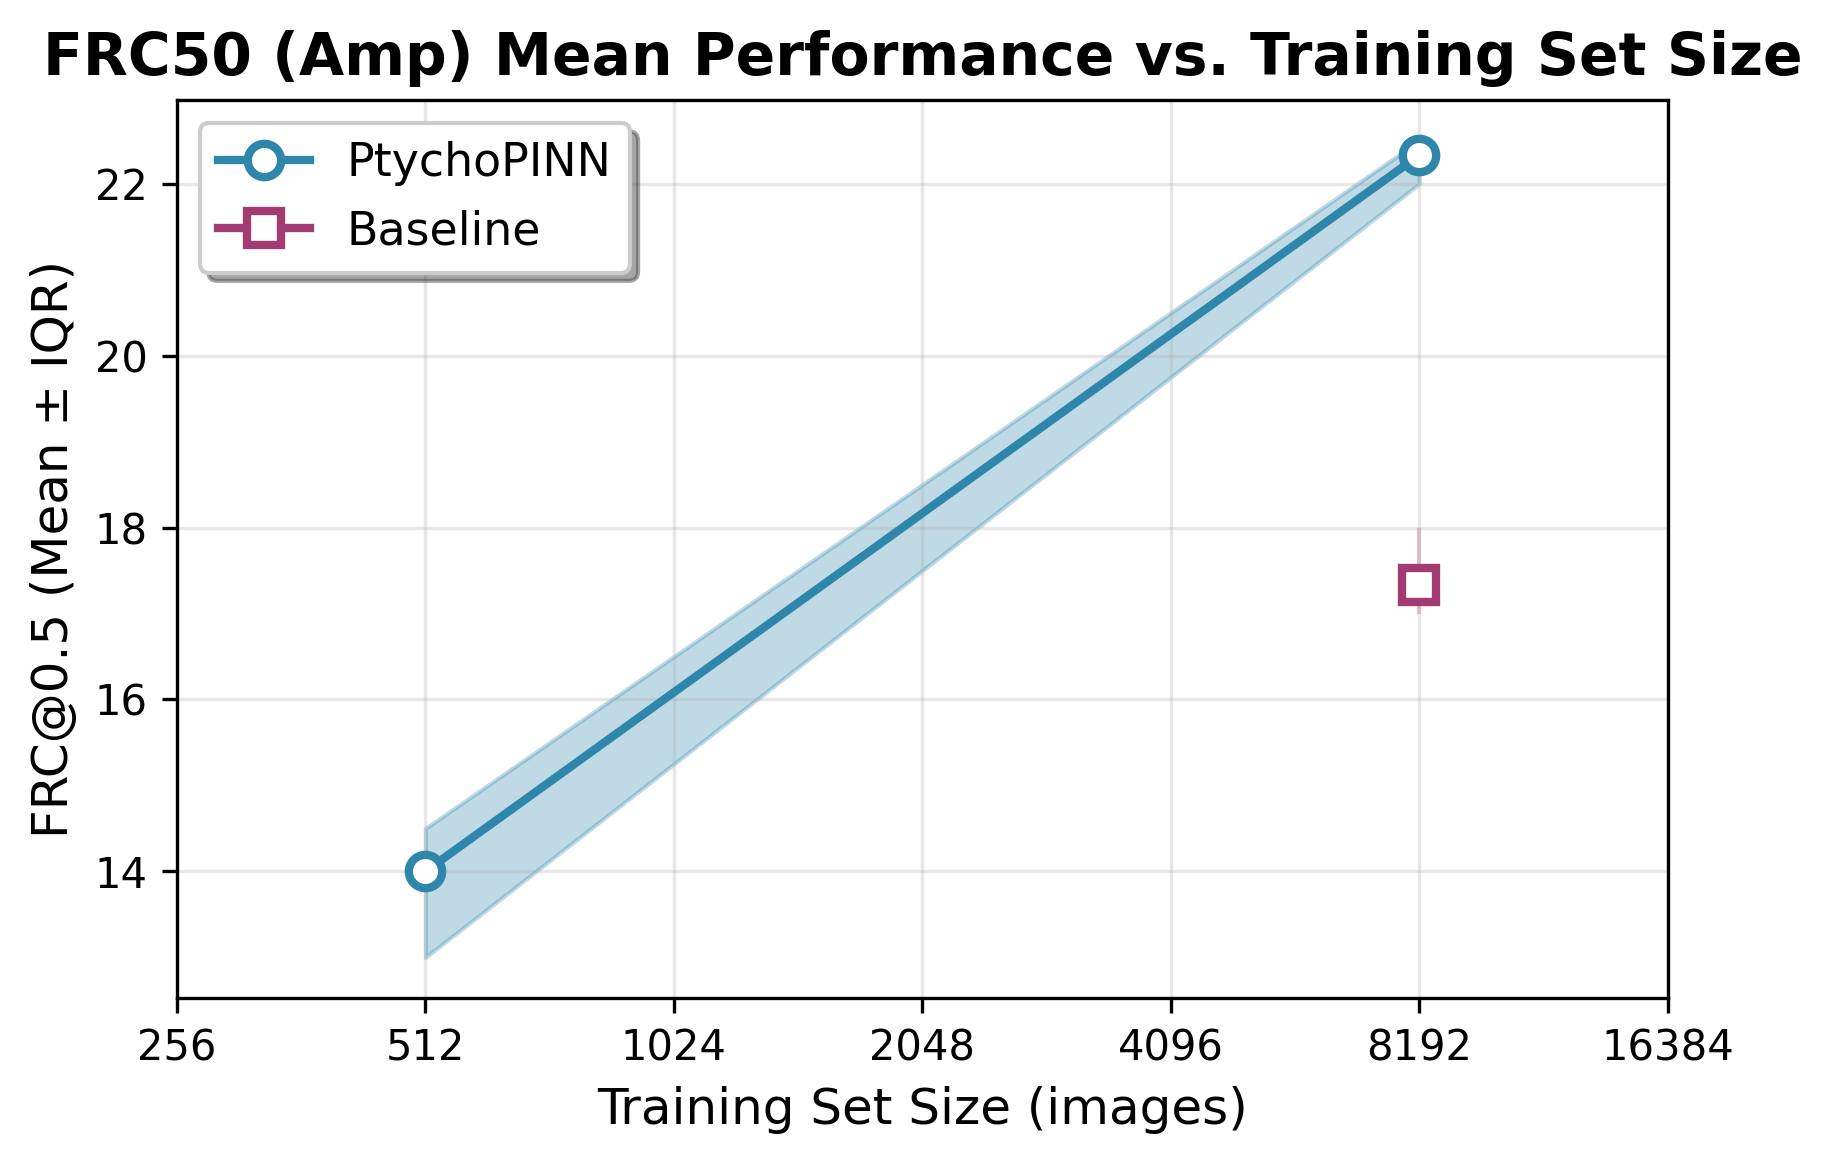 FRC50 (Amp) Mean Performance vs. Training Set Size
PtychoPINN
Baseline
FRC@0.5 (Mean ± IQR)
22
20
18
16
14
256 512 1024 2048 4096 8192 16384
Training Set Size (images)